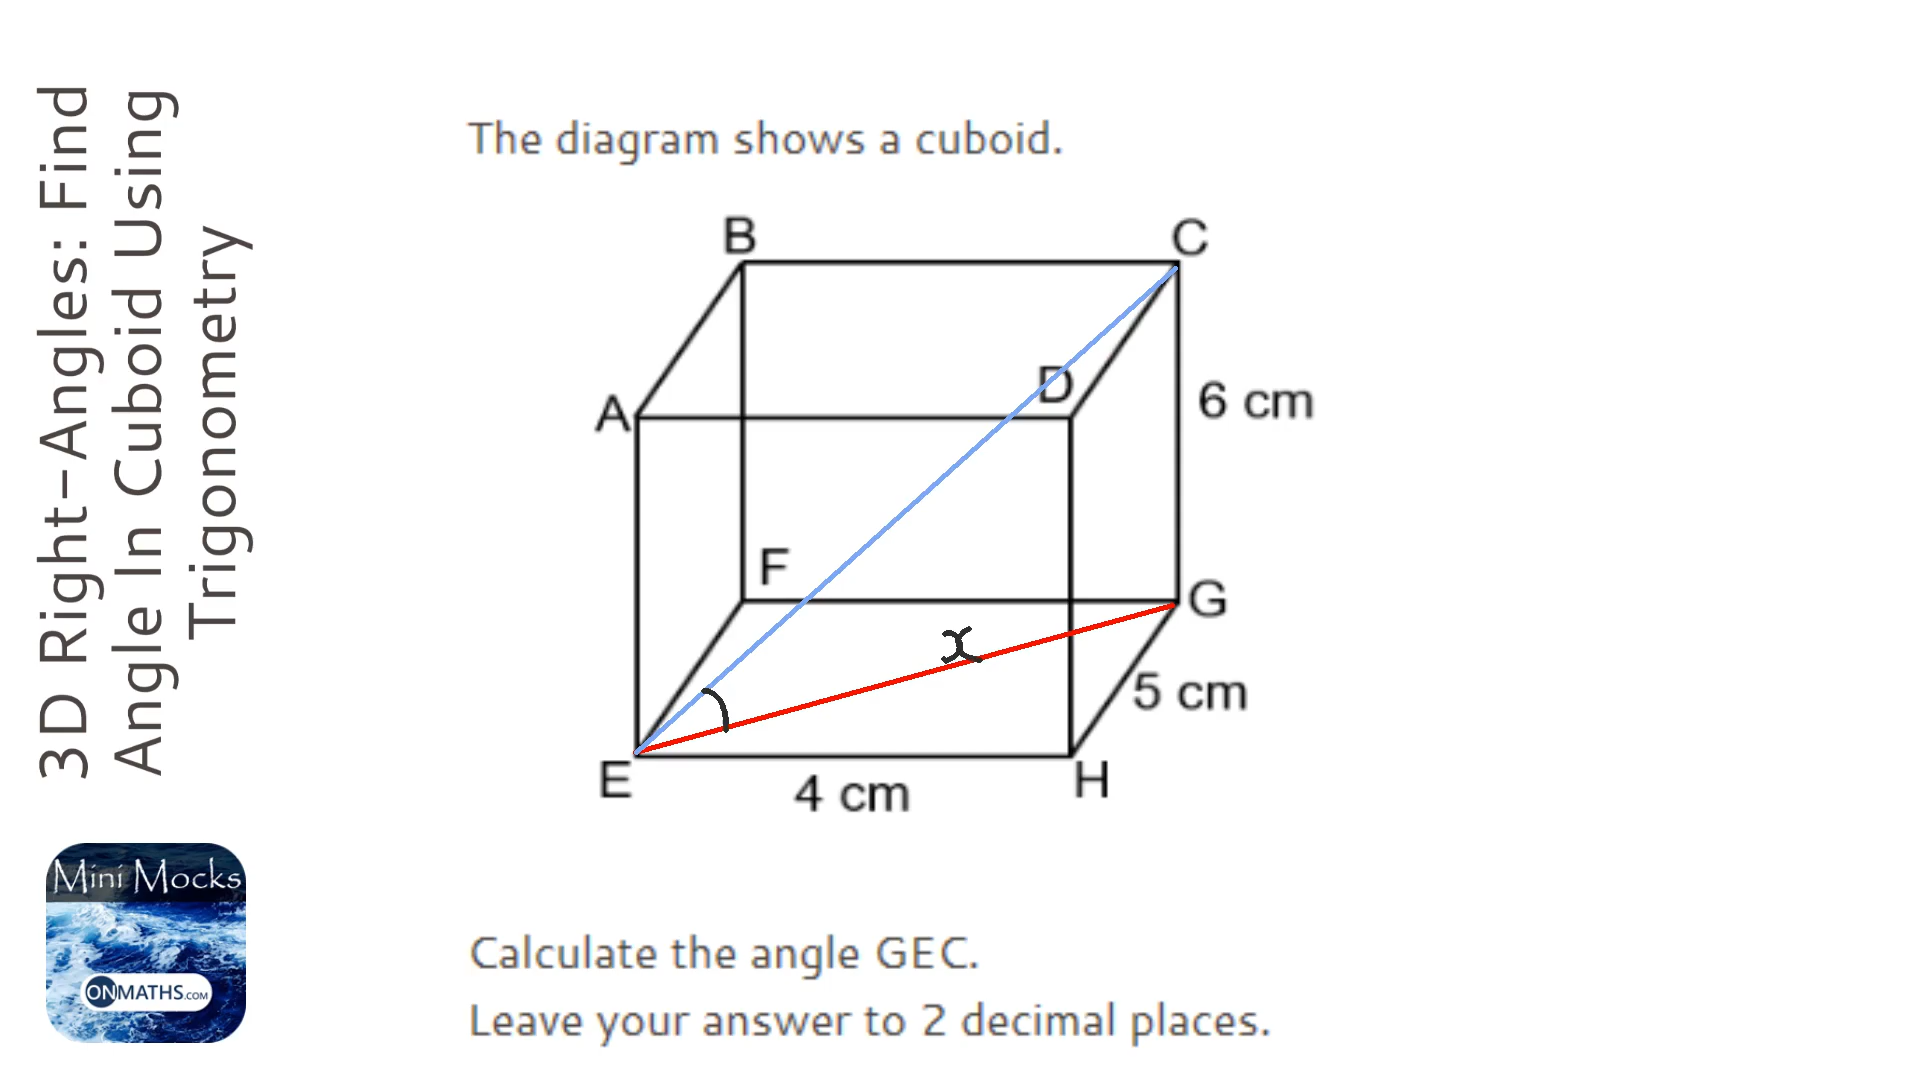 3D Right-Angles: Find
Angle In Cuboid Using
Trigonometry
The diagram shows a cuboid.
B
C
A
D
6 cm
F
G
x
5 cm
E
H
4 cm
Mini Mocks
ONMATHS.COM
Calculate the angle GEC.
Leave your answer to 2 decimal places.